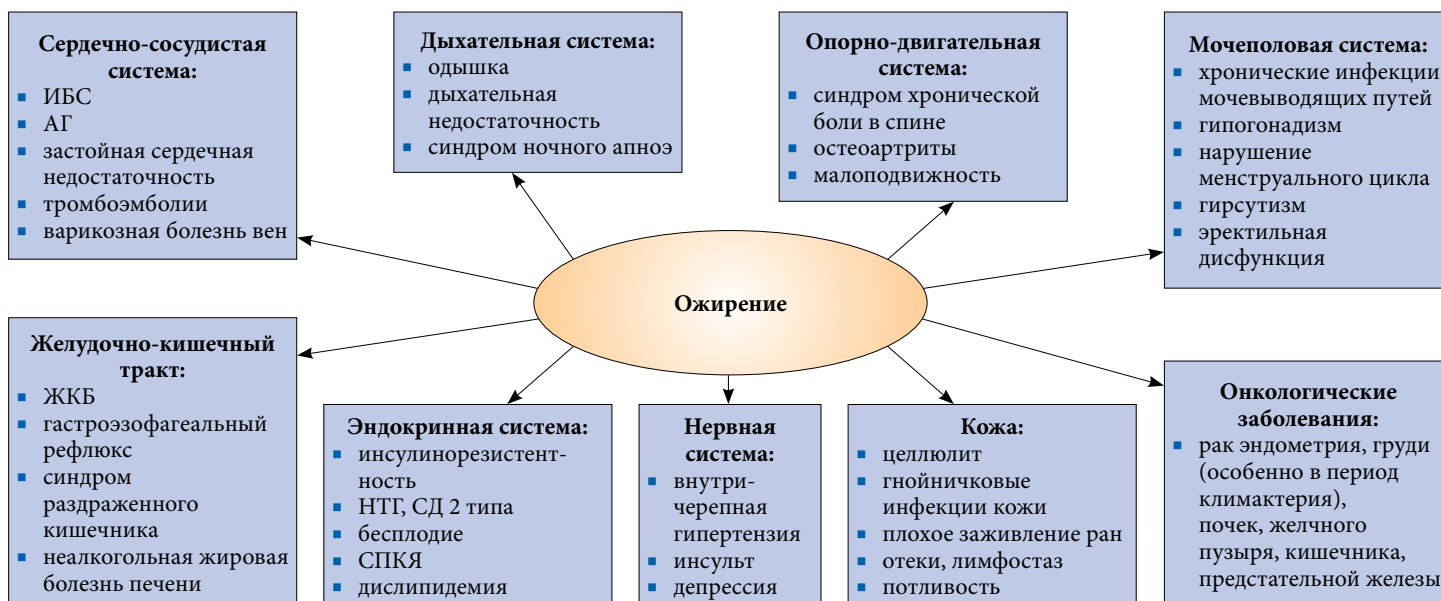 Сердечно-сосудистая
система:
▪ ИБС
▪ АГ
▪ застойная сердечная
недостаточность
▪ тромбоэмболии
▪ варикозная болезнь вен
Дыхательная система:
▪ одышка
▪ дыхательная
недостаточность
▪ синдром ночного апноэ
Опорно-двигательная
система:
▪ синдром хронической
боли в спине
▪ остеоартриты
▪ малоподвижность
Мочеполовая система:
▪ хронические инфекции
мочевыводящих путей
▪ гипогонадизм
▪ нарушение
менструального цикла
▪ гирсутизм
▪ эректильная
дисфункция
Ожирение
Желудочно-кишечный
тракт:
▪ ЖКБ
▪ гастроэзофагеальный
рефлюкс
▪ синдром
раздраженного
кишечника
▪ неалкогольная жировая
болезнь печени
Эндокринная система:
▪ инсулинорезистент-
ность
▪ НТГ, СД 2 типа
▪ бесплодие
▪ СПКЯ
▪ дислипидемия
Нервная
система:
▪ внутри-
черепная
гипертензия
▪ инсульт
▪ депрессия
Кожа:
▪ целлюлит
▪ гнойничковые
инфекции кожи
▪ плохое заживление ран
▪ отеки, лимфостаз
▪ потливость
Онкологические
заболевания:
▪ рак эндометрия, груди
(особенно в период
климактерия),
почек, желчного
пузыря, кишечника,
предстательной железы